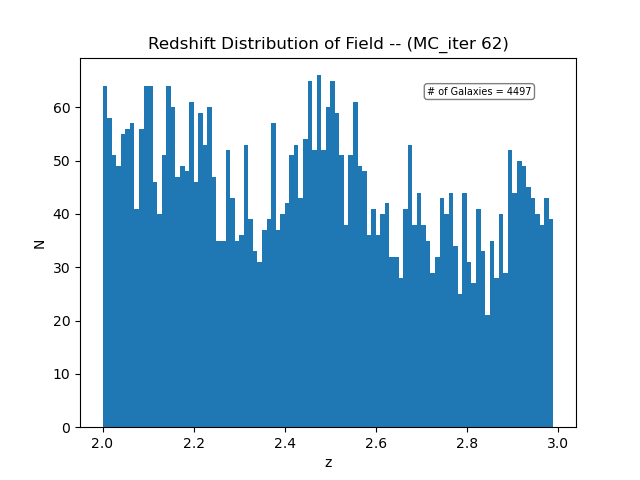 Redshift Distribution of Field -- (MC_iter 62)
# of Galaxies = 4497
N
60
50
40
30
20
10
0
2.0 2.2 2.4 2.6 2.8 3.0
z